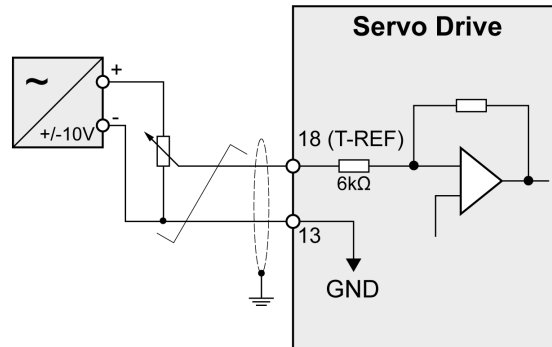 Servo Drive
~
+
-
+/-10V
18 (T-REF)
6kΩ
13
GND